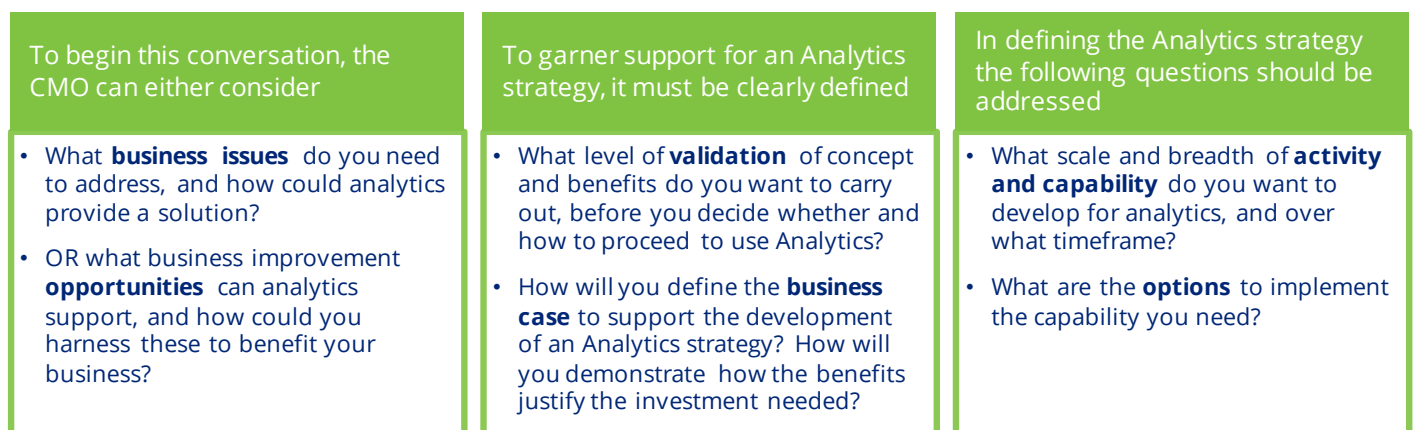 To begin this conversation, the
CMO can either consider
• What business issues do you need
to address, and how could analytics
provide a solution?
• OR what business improvement
opportunities can analytics
support, and how could you
harness these to benefit your
business?
To garner support for an Analytics
strategy, it must be clearly defined
• What level of validation of concept
and benefits do you want to carry
out, before you decide whether and
how to proceed to use Analytics?
• How will you define the business
case to support the development
of an Analytics strategy? How will
you demonstrate how the benefits
justify the investment needed?
In defining the Analytics strategy
the following questions should be
addressed
• What scale and breadth of activity
and capability do you want to
develop for analytics, and over
what timeframe?
• What are the options to implement
the capability you need?